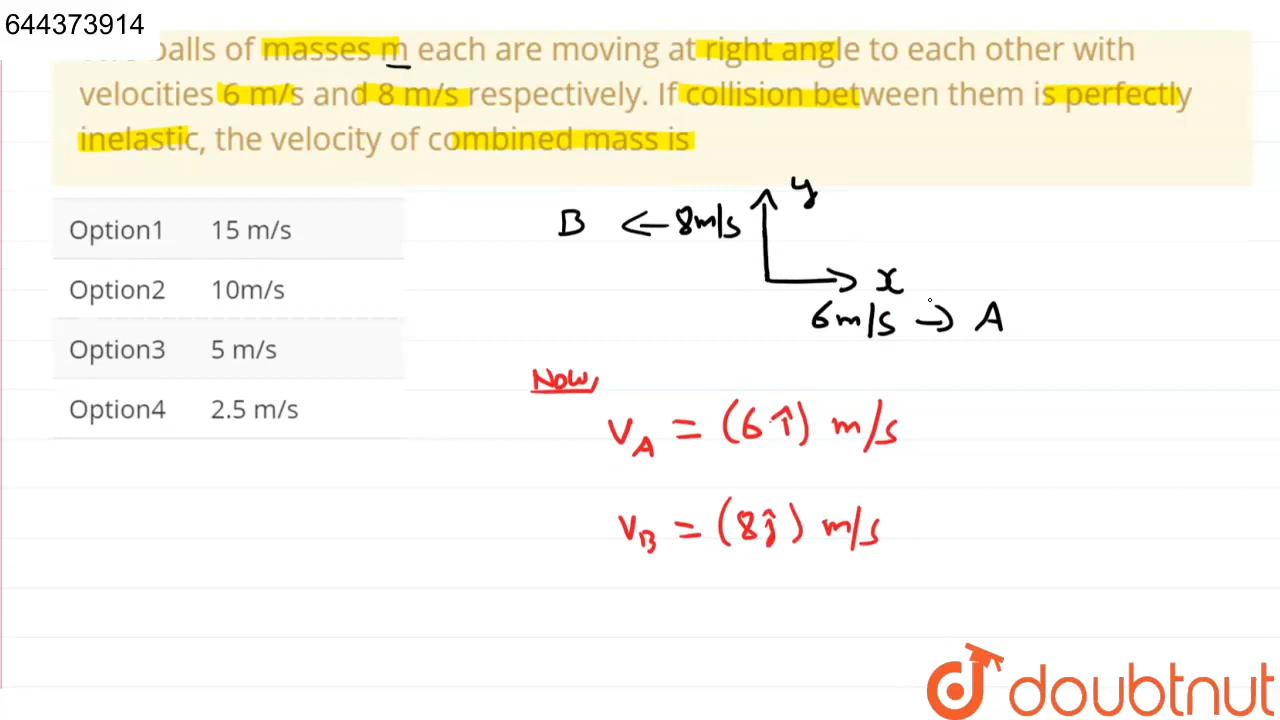 644373914
balls of masses m each are moving at right angle to each other with
velocities 6 m/s and 8 m/s respectively. If collision between them is perfectly
inelastic, the velocity of combined mass is
Option1 15 m/s
Option2 10m/s
Option3 5 m/s
Option4 2.5 m/s
y
B ← 8m/s
x
6m/s → A
Now,
V_A = (6 î) m/s
V_B = (8 ĵ) m/s
doubtnut